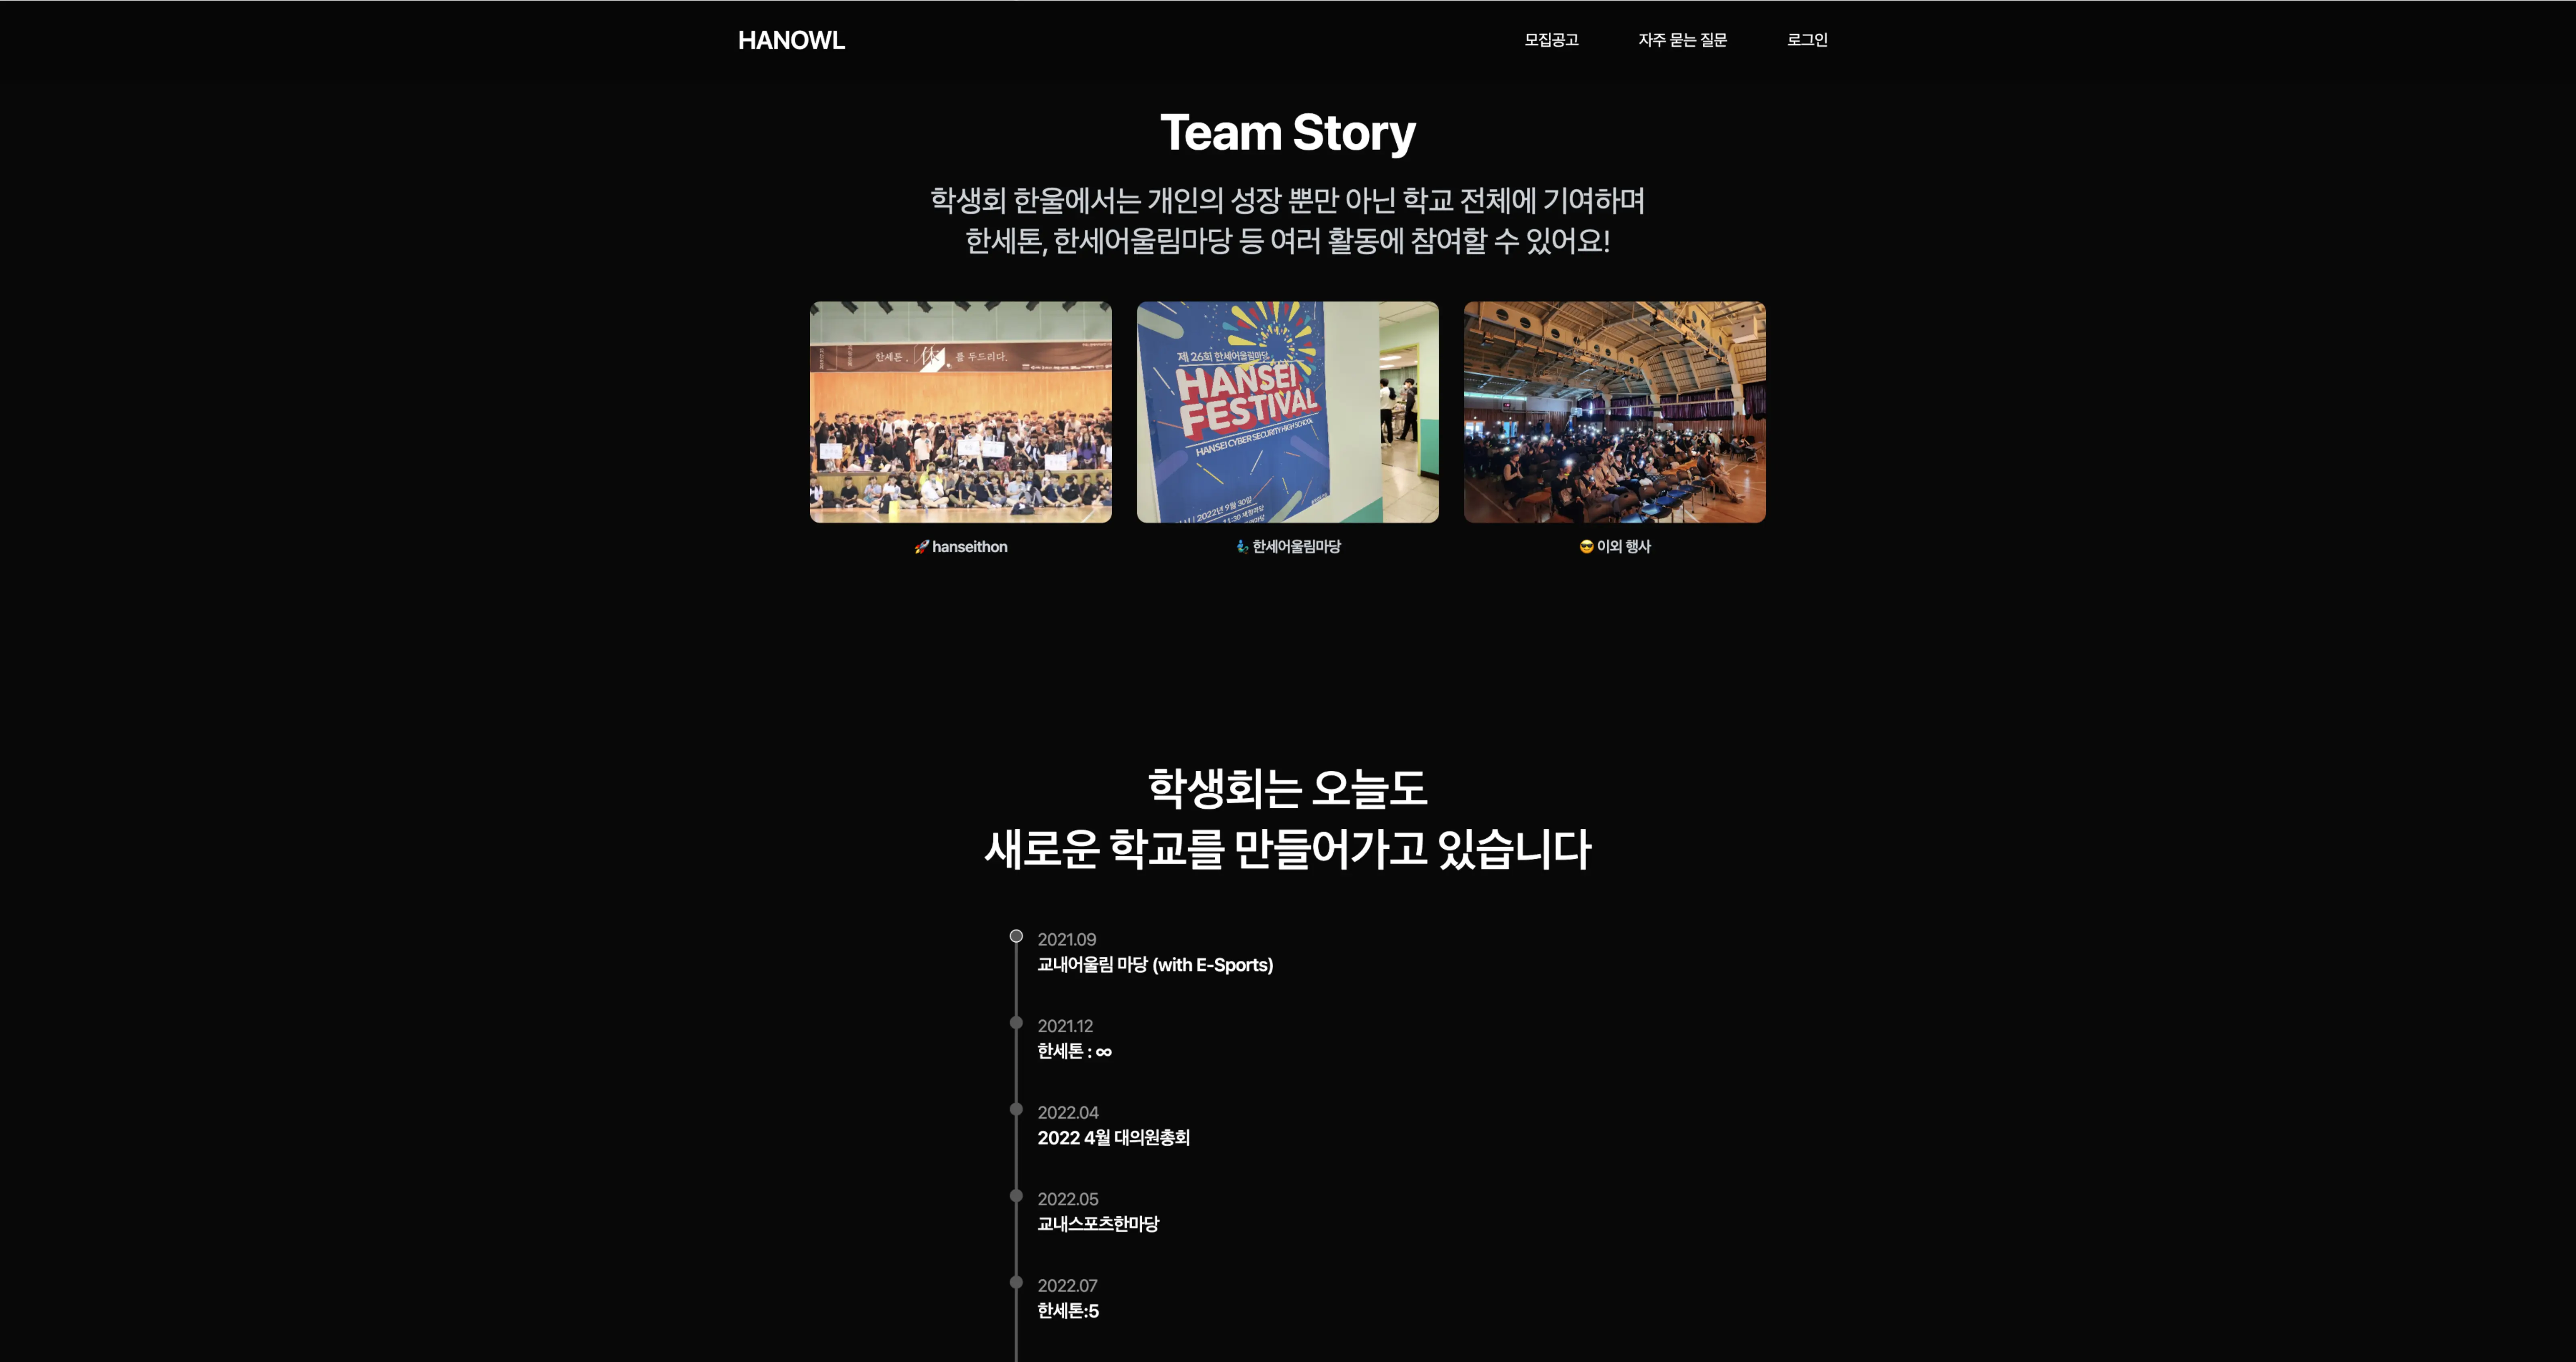 HANOWL
모집공고
자주 묻는 질문
로그인
Team Story
학생회 한울에서는 개인의 성장 뿐만 아닌 학교 전체에 기여하며
한세톤, 한세어울림마당 등 여러 활동에 참여할 수 있어요!
한세톤 . 休. 를 두드리다.
제 26회 한세어울림마당
HANSEI
FESTIVAL
HANSEI CYBER SECURITY HIGH SCHOOL
2022년 9월 30일
🚀 hanseithon
🧞‍♂️ 한세어울림마당
😎 이외 행사
학생회는 오늘도
새로운 학교를 만들어가고 있습니다
2021.09
교내어울림 마당 (with E-Sports)
2021.12
한세톤 : ∞
2022.04
2022 4월 대의원총회
2022.05
교내스포츠한마당
2022.07
한세톤:5